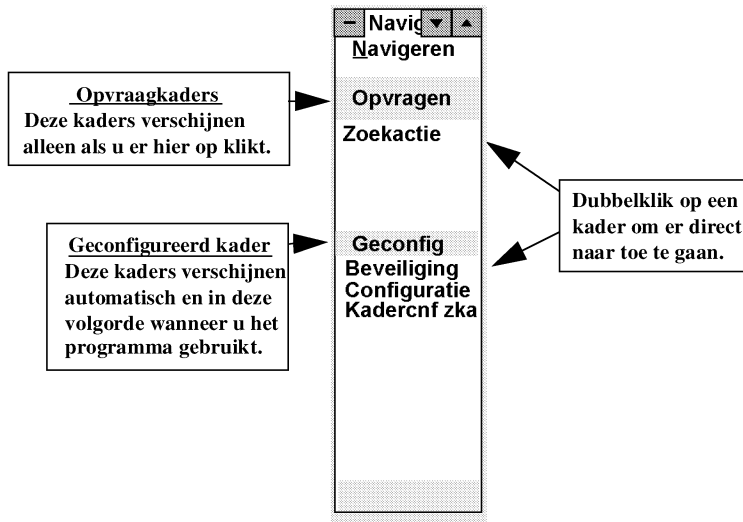 Navig
Navigeren
Opvraagkaders
Deze kaders verschijnen
alleen als u er hier op klikt.
Opvragen
Zoekactie
Dubbelklik op een
kader om er direct
naar toe te gaan.
Geconfigureerd kader
Deze kaders verschijnen
automatisch en in deze
volgorde wanneer u het
programma gebruikt.
Geconfig
Beveiliging
Configuratie
Kadercnf zka